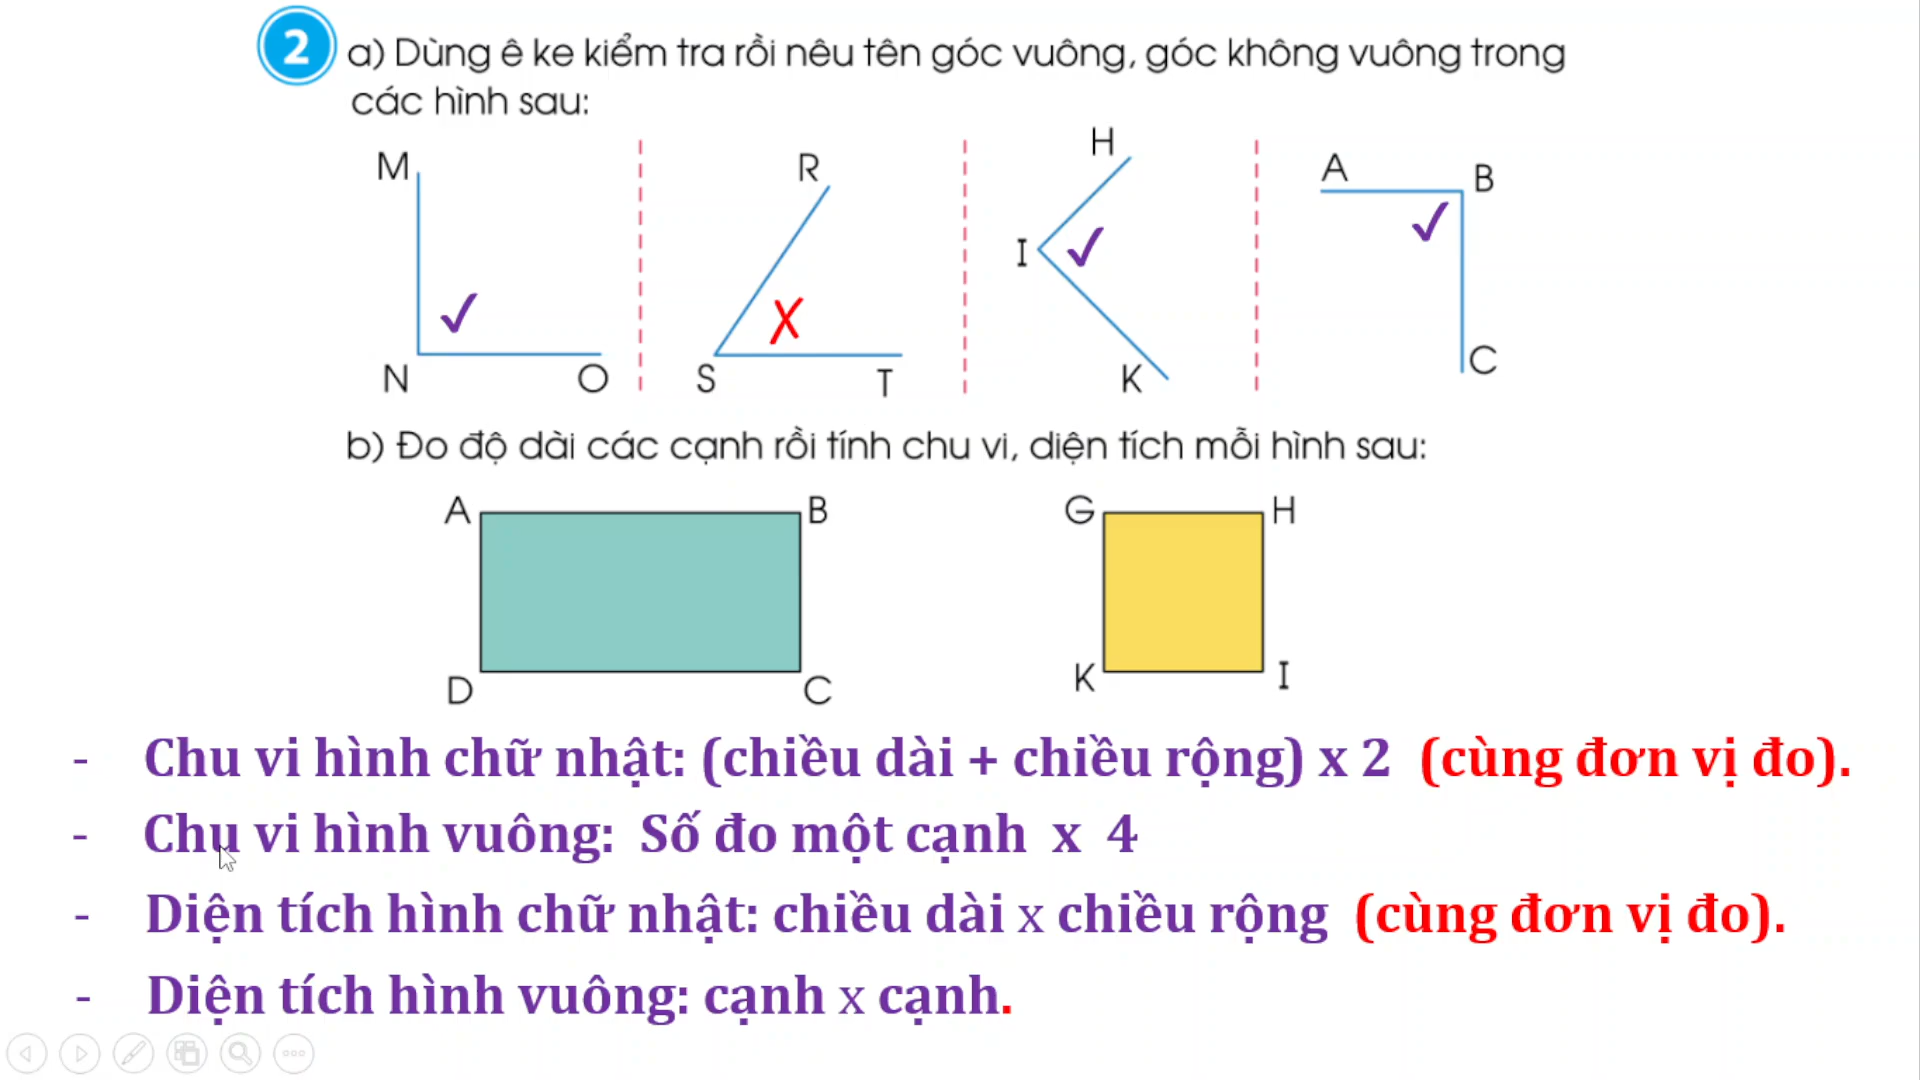 2 a) Dùng ê ke kiểm tra rồi nêu tên góc vuông, góc không vuông trong
các hình sau:
M R H A B
I
N O S T K C
b) Đo độ dài các cạnh rồi tính chu vi, diện tích mỗi hình sau:
A B G H
D C K I
- Chu vi hình chữ nhật: (chiều dài + chiều rộng) x 2 (cùng đơn vị đo).
- Chu vi hình vuông: Số đo một cạnh x 4
- Diện tích hình chữ nhật: chiều dài x chiều rộng (cùng đơn vị đo).
- Diện tích hình vuông: cạnh x cạnh.